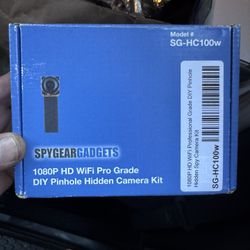 Model #
SG-HC100w
SPYGEARGADGETS
1080P HD WiFi Pro Grade
DIY Pinhole Hidden Camera Kit
1080P HD WiFi Professional Grade DIY Pinhole
Hidden Spy Camera Kit
SG-HC100w